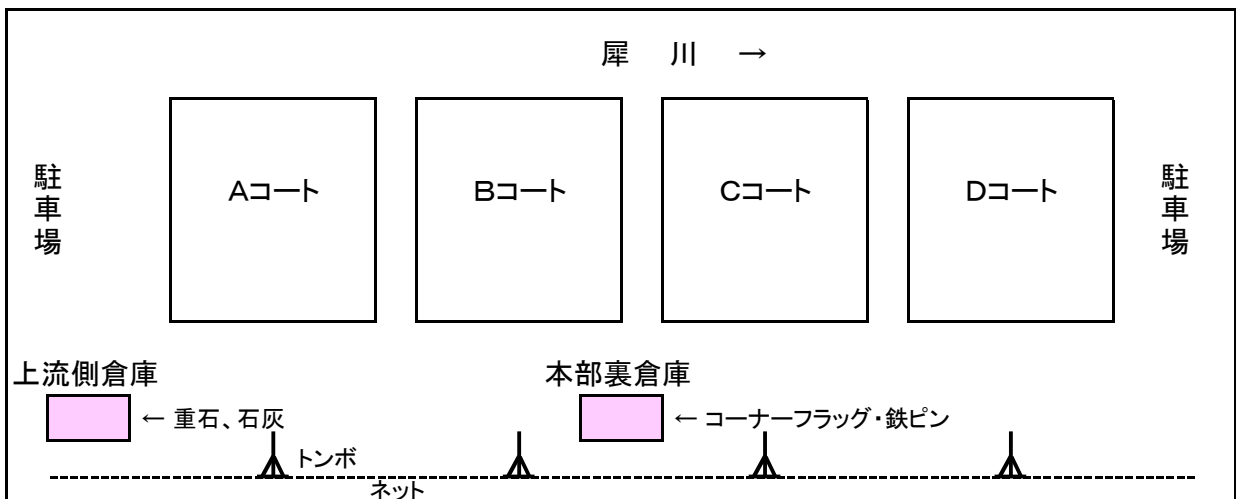 犀 川 →
駐車場
Aコート
Bコート
Cコート
Dコート
駐車場
上流側倉庫
本部裏倉庫
← 重石、石灰
← コーナーフラッグ・鉄ピン
トンボ
ネット